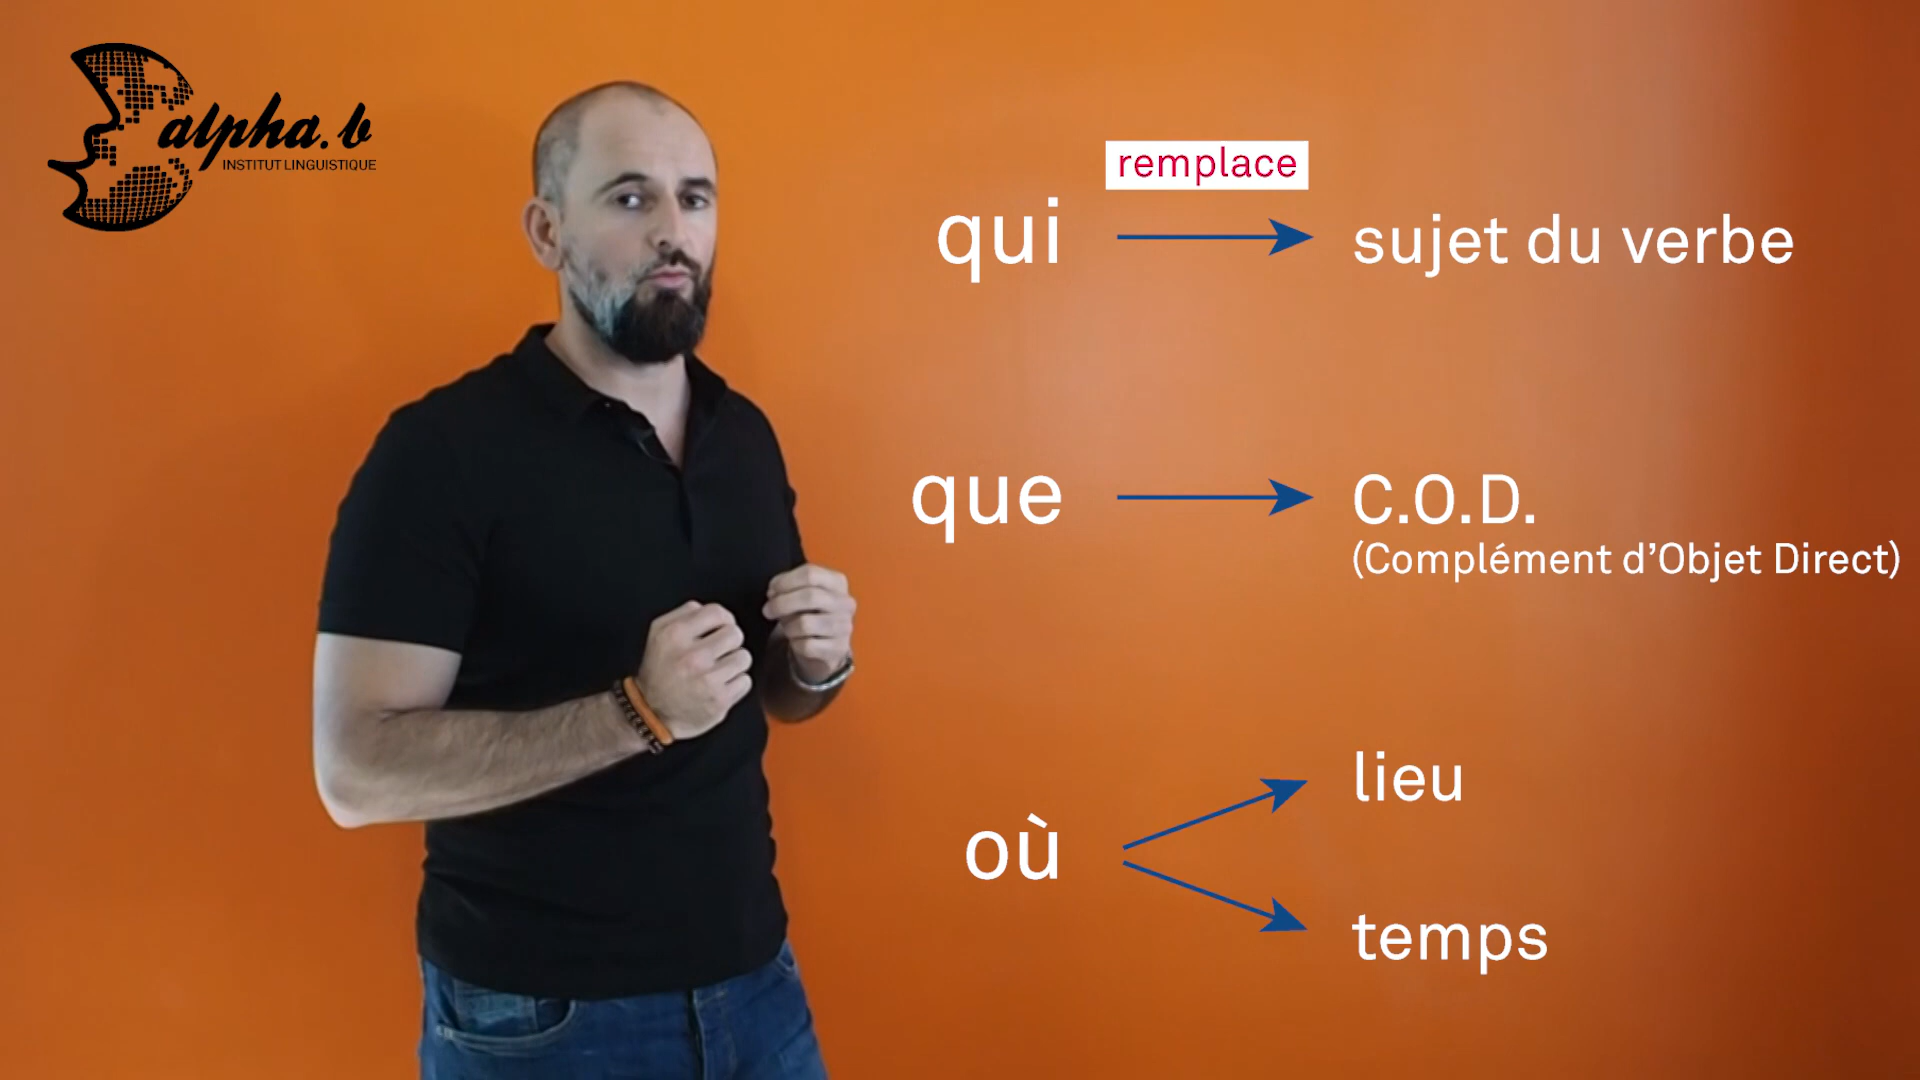 alpha.b
INSTITUT LINGUISTIQUE
remplace
qui
sujet du verbe
que
C.O.D.
(Complément d’Objet Direct)
où
lieu
temps